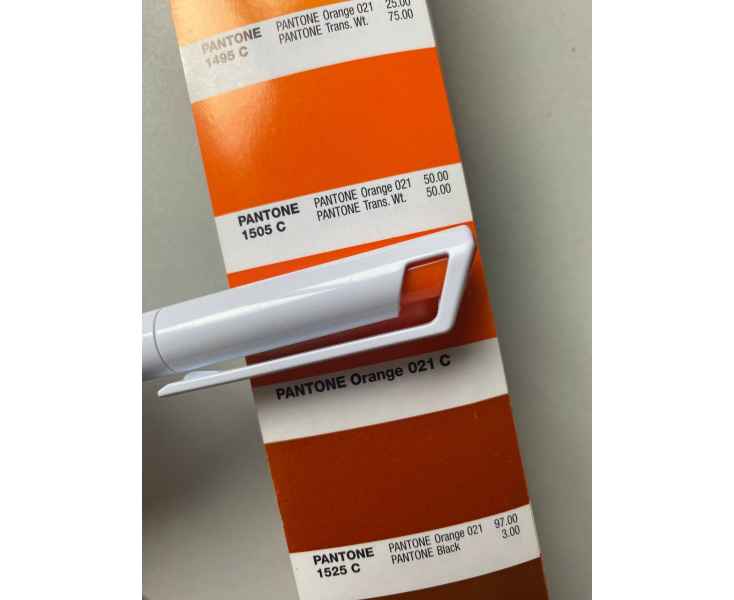 PANTONE Orange 021 25.00
PANTONE Trans. Wt. 75.00
PANTONE
1495 C
PANTONE Orange 021 50.00
PANTONE Trans. Wt. 50.00
PANTONE
1505 C
PANTONE Orange 021 C
PANTONE Orange 021 97.00
PANTONE Black 3.00
PANTONE
1525 C